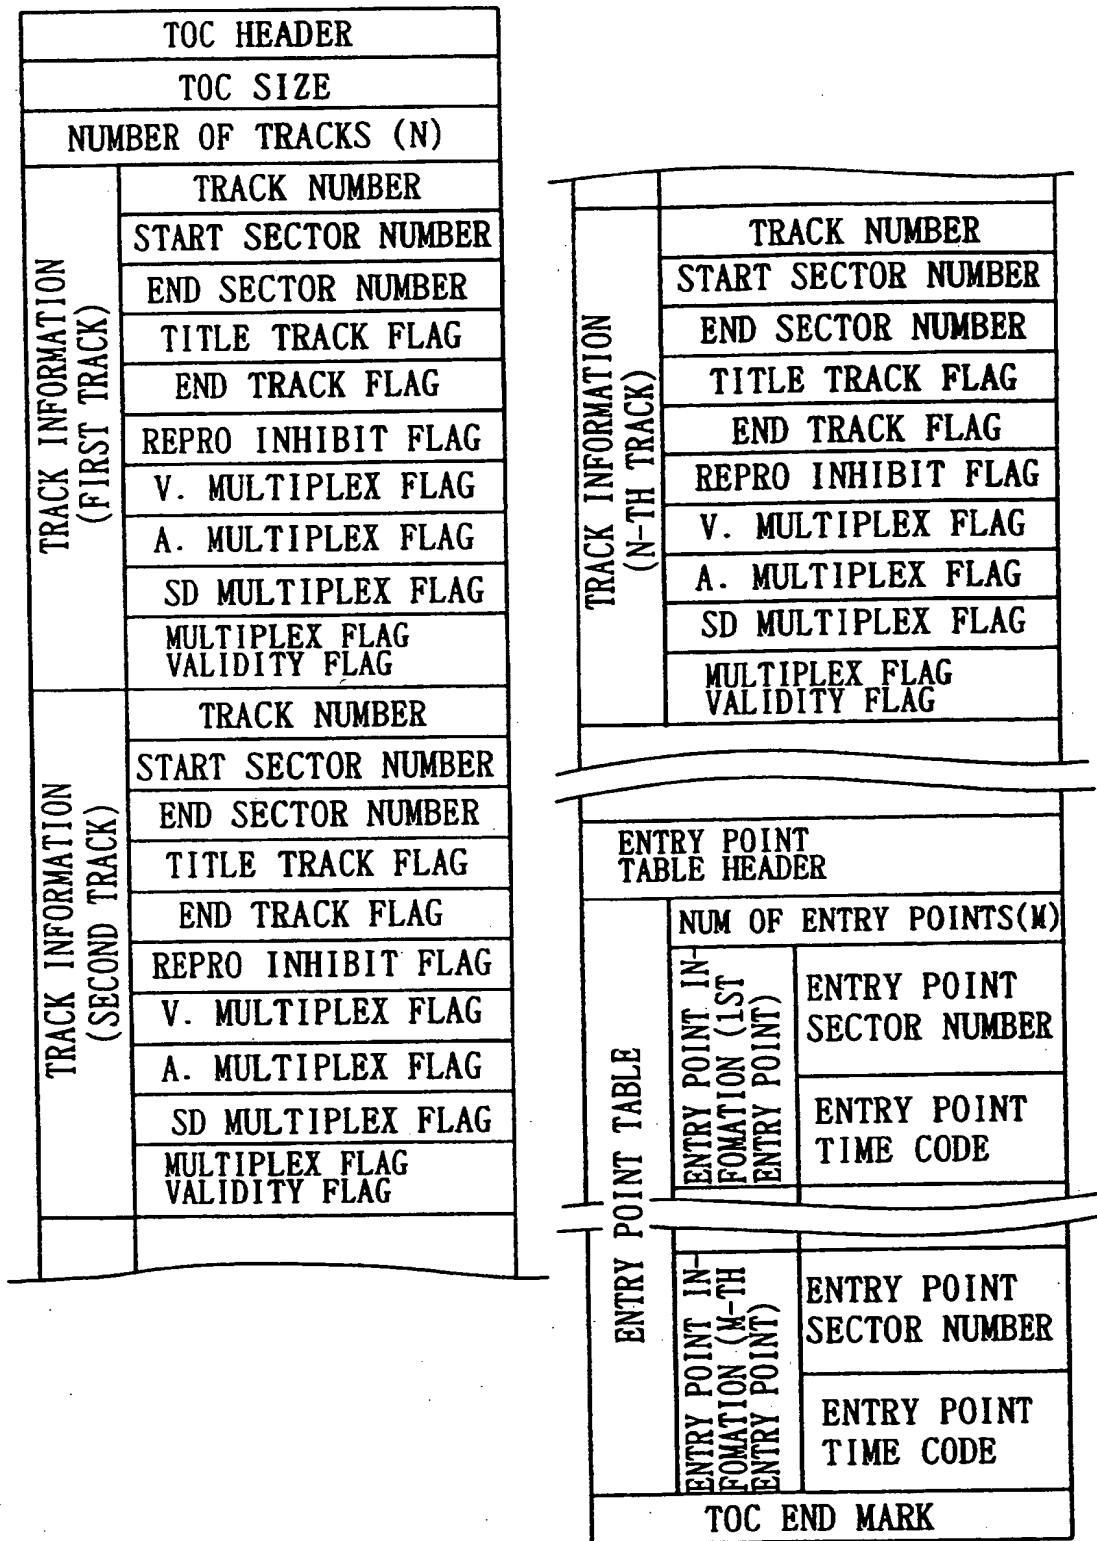 TOC HEADER
TOC SIZE
NUMBER OF TRACKS (N)
TRACK INFORMATION
(FIRST TRACK)
TRACK NUMBER
START SECTOR NUMBER
END SECTOR NUMBER
TITLE TRACK FLAG
END TRACK FLAG
REPRO INHIBIT FLAG
V. MULTIPLEX FLAG
A. MULTIPLEX FLAG
SD MULTIPLEX FLAG
MULTIPLEX FLAG
VALIDITY FLAG
TRACK INFORMATION
(SECOND TRACK)
TRACK NUMBER
START SECTOR NUMBER
END SECTOR NUMBER
TITLE TRACK FLAG
END TRACK FLAG
REPRO INHIBIT FLAG
V. MULTIPLEX FLAG
A. MULTIPLEX FLAG
SD MULTIPLEX FLAG
MULTIPLEX FLAG
VALIDITY FLAG
TRACK INFORMATION
(N-TH TRACK)
TRACK NUMBER
START SECTOR NUMBER
END SECTOR NUMBER
TITLE TRACK FLAG
END TRACK FLAG
REPRO INHIBIT FLAG
V. MULTIPLEX FLAG
A. MULTIPLEX FLAG
SD MULTIPLEX FLAG
MULTIPLEX FLAG
VALIDITY FLAG
ENTRY POINT
TABLE HEADER
ENTRY POINT TABLE
NUM OF ENTRY POINTS(M)
ENTRY POINT IN-
FOMATION (1ST
ENTRY POINT)
ENTRY POINT
SECTOR NUMBER
ENTRY POINT
TIME CODE
ENTRY POINT IN-
FOMATION (M-TH
ENTRY POINT)
ENTRY POINT
SECTOR NUMBER
ENTRY POINT
TIME CODE
TOC END MARK